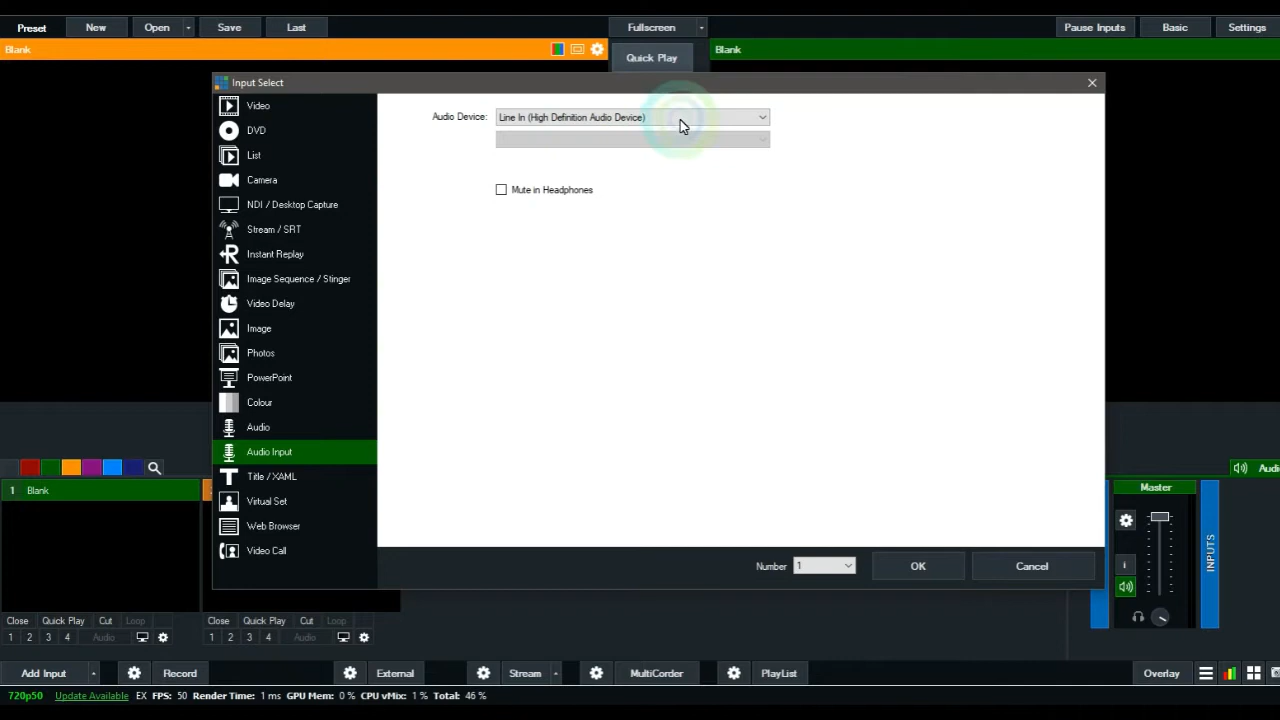 Preset New Open Save Last Fullscreen Pause Inputs Basic Settings
Blank
Quick Play
Blank
Input Select
Video
DVD
List
Camera
NDI / Desktop Capture
Stream / SRT
Instant Replay
Image Sequence / Stinger
Video Delay
Image
Photos
PowerPoint
Colour
Audio
Audio Input
Title / XAML
Virtual Set
Web Browser
Video Call
Audio Device: Line In (High Definition Audio Device)
Mute in Headphones
Number 1 OK Cancel
1 Blank
Close Quick Play Cut Loop
1 2 3 4 Audio
Close Quick Play Cut Loop
1 2 3 4 Audio
Audio
Master
i
INPUTS
Add Input Record External Stream MultiCorder PlayList Overlay
720p50 Update Available EX FPS: 50 Render Time: 1 ms GPU Mem: 0 % CPU vMix: 1 % Total: 46 %